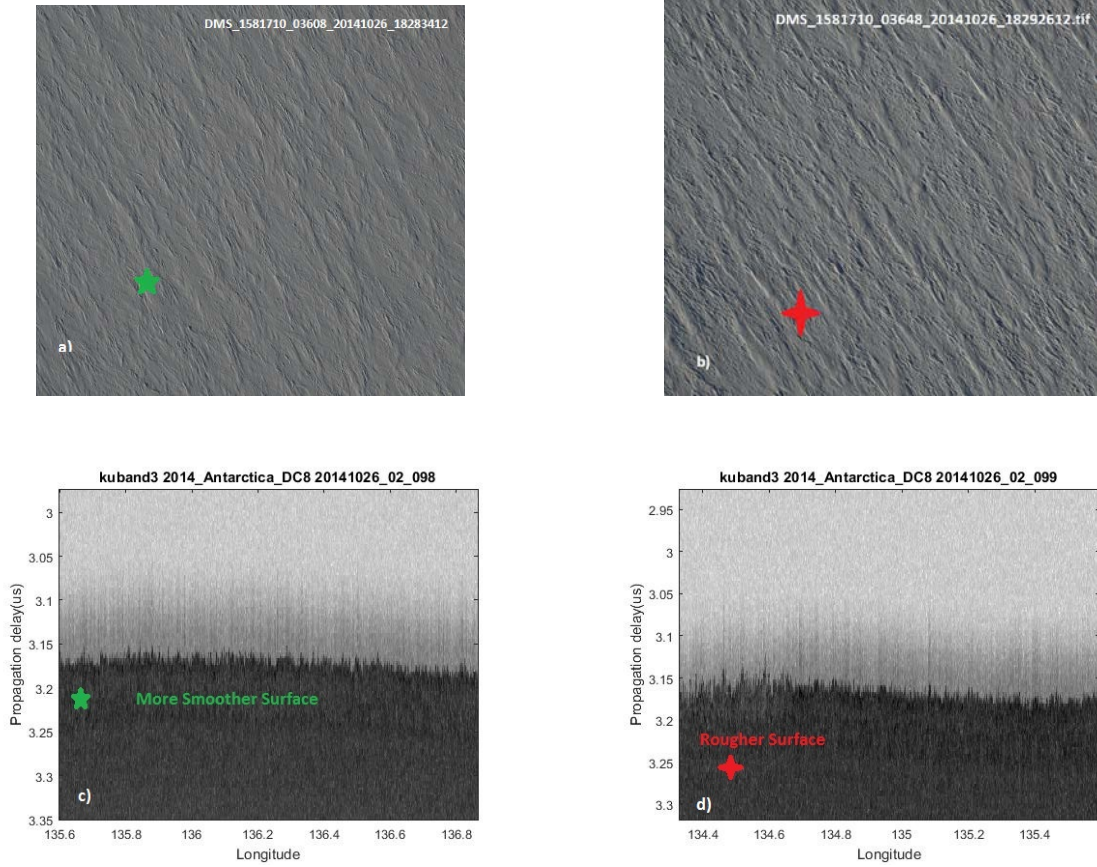 DMS_1581710_03608_20141026_18283412
DMS_1581710_03648_20141026_18292612.tif
a)
b)
kuband3 2014_Antarctica_DC8 20141026_02_098
3
3.05
3.1
3.15
3.2
3.25
3.3
3.35
Propagation delay(us)
More Smoother Surface
c)
135.6 135.8 136 136.2 136.4 136.6 136.8
Longitude
kuband3 2014_Antarctica_DC8 20141026_02_099
2.95
3
3.05
3.1
3.15
3.2
3.25
3.3
Propagation delay(us)
Rougher Surface
d)
134.4 134.6 134.8 135 135.2 135.4
Longitude